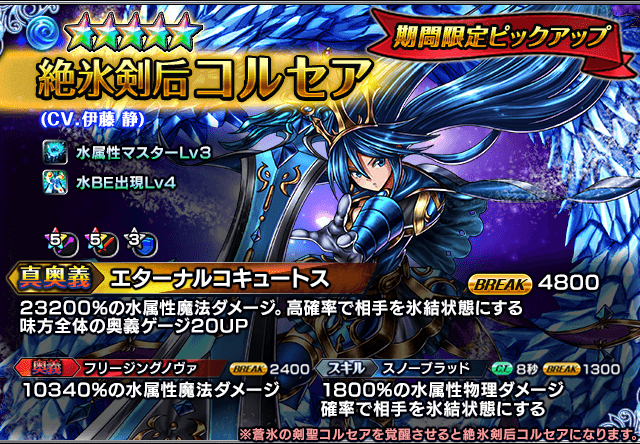 期間限定ピックアップ
絶氷剣后コルセア
(CV.伊藤 静)
水属性マスターLv3
水BE出現Lv4
5 5 3
真奥義 エターナルコキュートス BREAK 4800
23200%の水属性魔法ダメージ。高確率で相手を氷結状態にする
味方全体の奥義ゲージ20UP
奥義 フリージングノヴァ BREAK 2400
10340%の水属性魔法ダメージ
スキル スノーブラッド C.T. 8秒 BREAK 1300
1800%の水属性物理ダメージ
確率で相手を氷結状態にする
※蒼氷の剣聖コルセアを覚醒させると絶氷剣后コルセアになります。